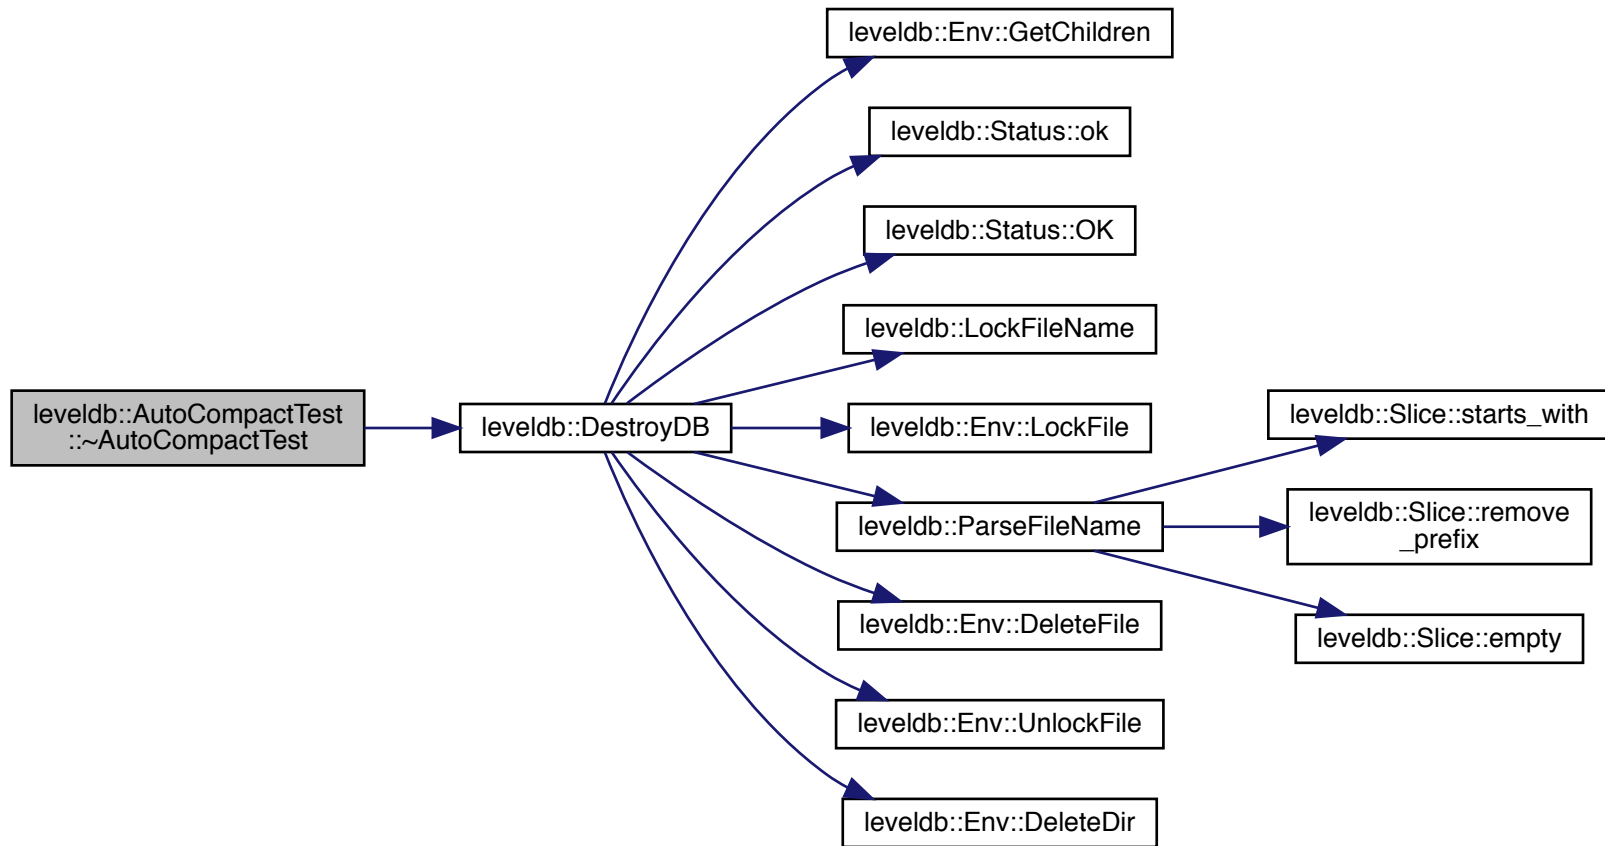 leveldb::AutoCompactTest
::~AutoCompactTest
leveldb::DestroyDB
leveldb::Env::GetChildren
leveldb::Status::ok
leveldb::Status::OK
leveldb::LockFileName
leveldb::Env::LockFile
leveldb::ParseFileName
leveldb::Env::DeleteFile
leveldb::Env::UnlockFile
leveldb::Env::DeleteDir
leveldb::Slice::starts_with
leveldb::Slice::remove
_prefix
leveldb::Slice::empty